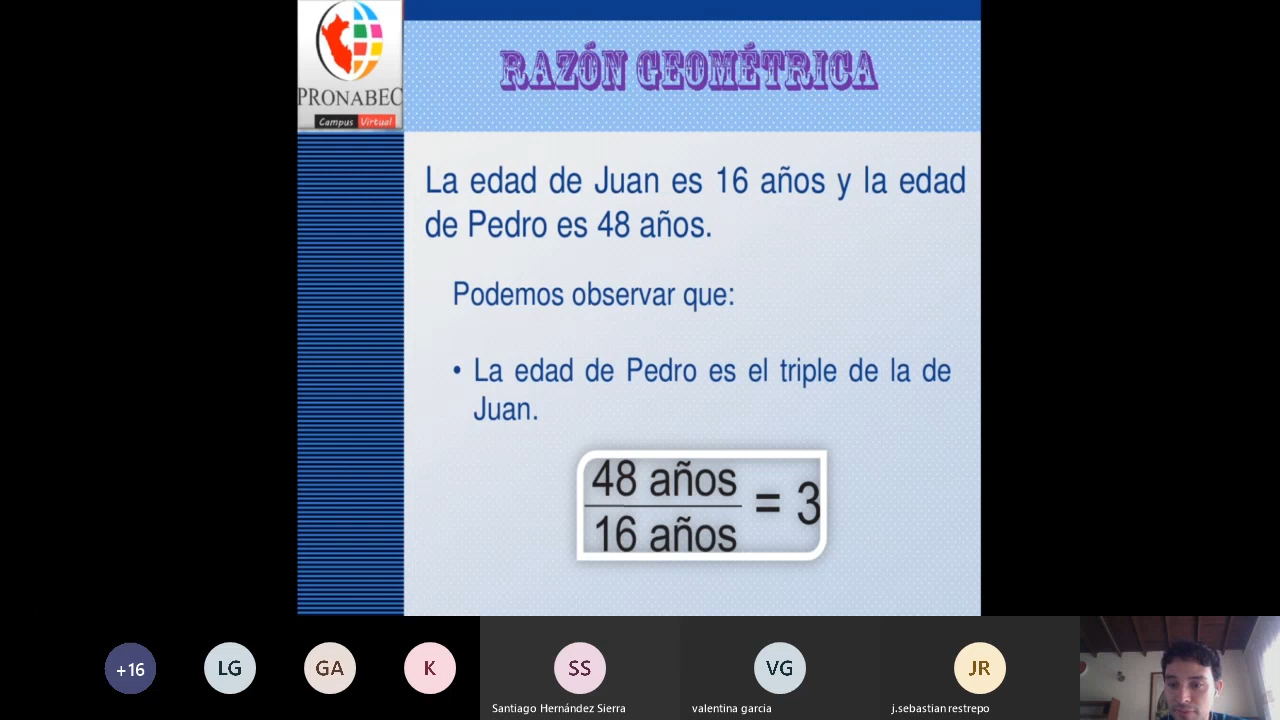 PRONABEC
Campus Virtual
RAZÓN GEOMÉTRICA
La edad de Juan es 16 años y la edad
de Pedro es 48 años.
Podemos observar que:
• La edad de Pedro es el triple de la de
Juan.
48 años
16 años
= 3
+16
LG
GA
K
SS
VG
JR
Santiago Hernández Sierra
valentina garcia
j.sebastian restrepo